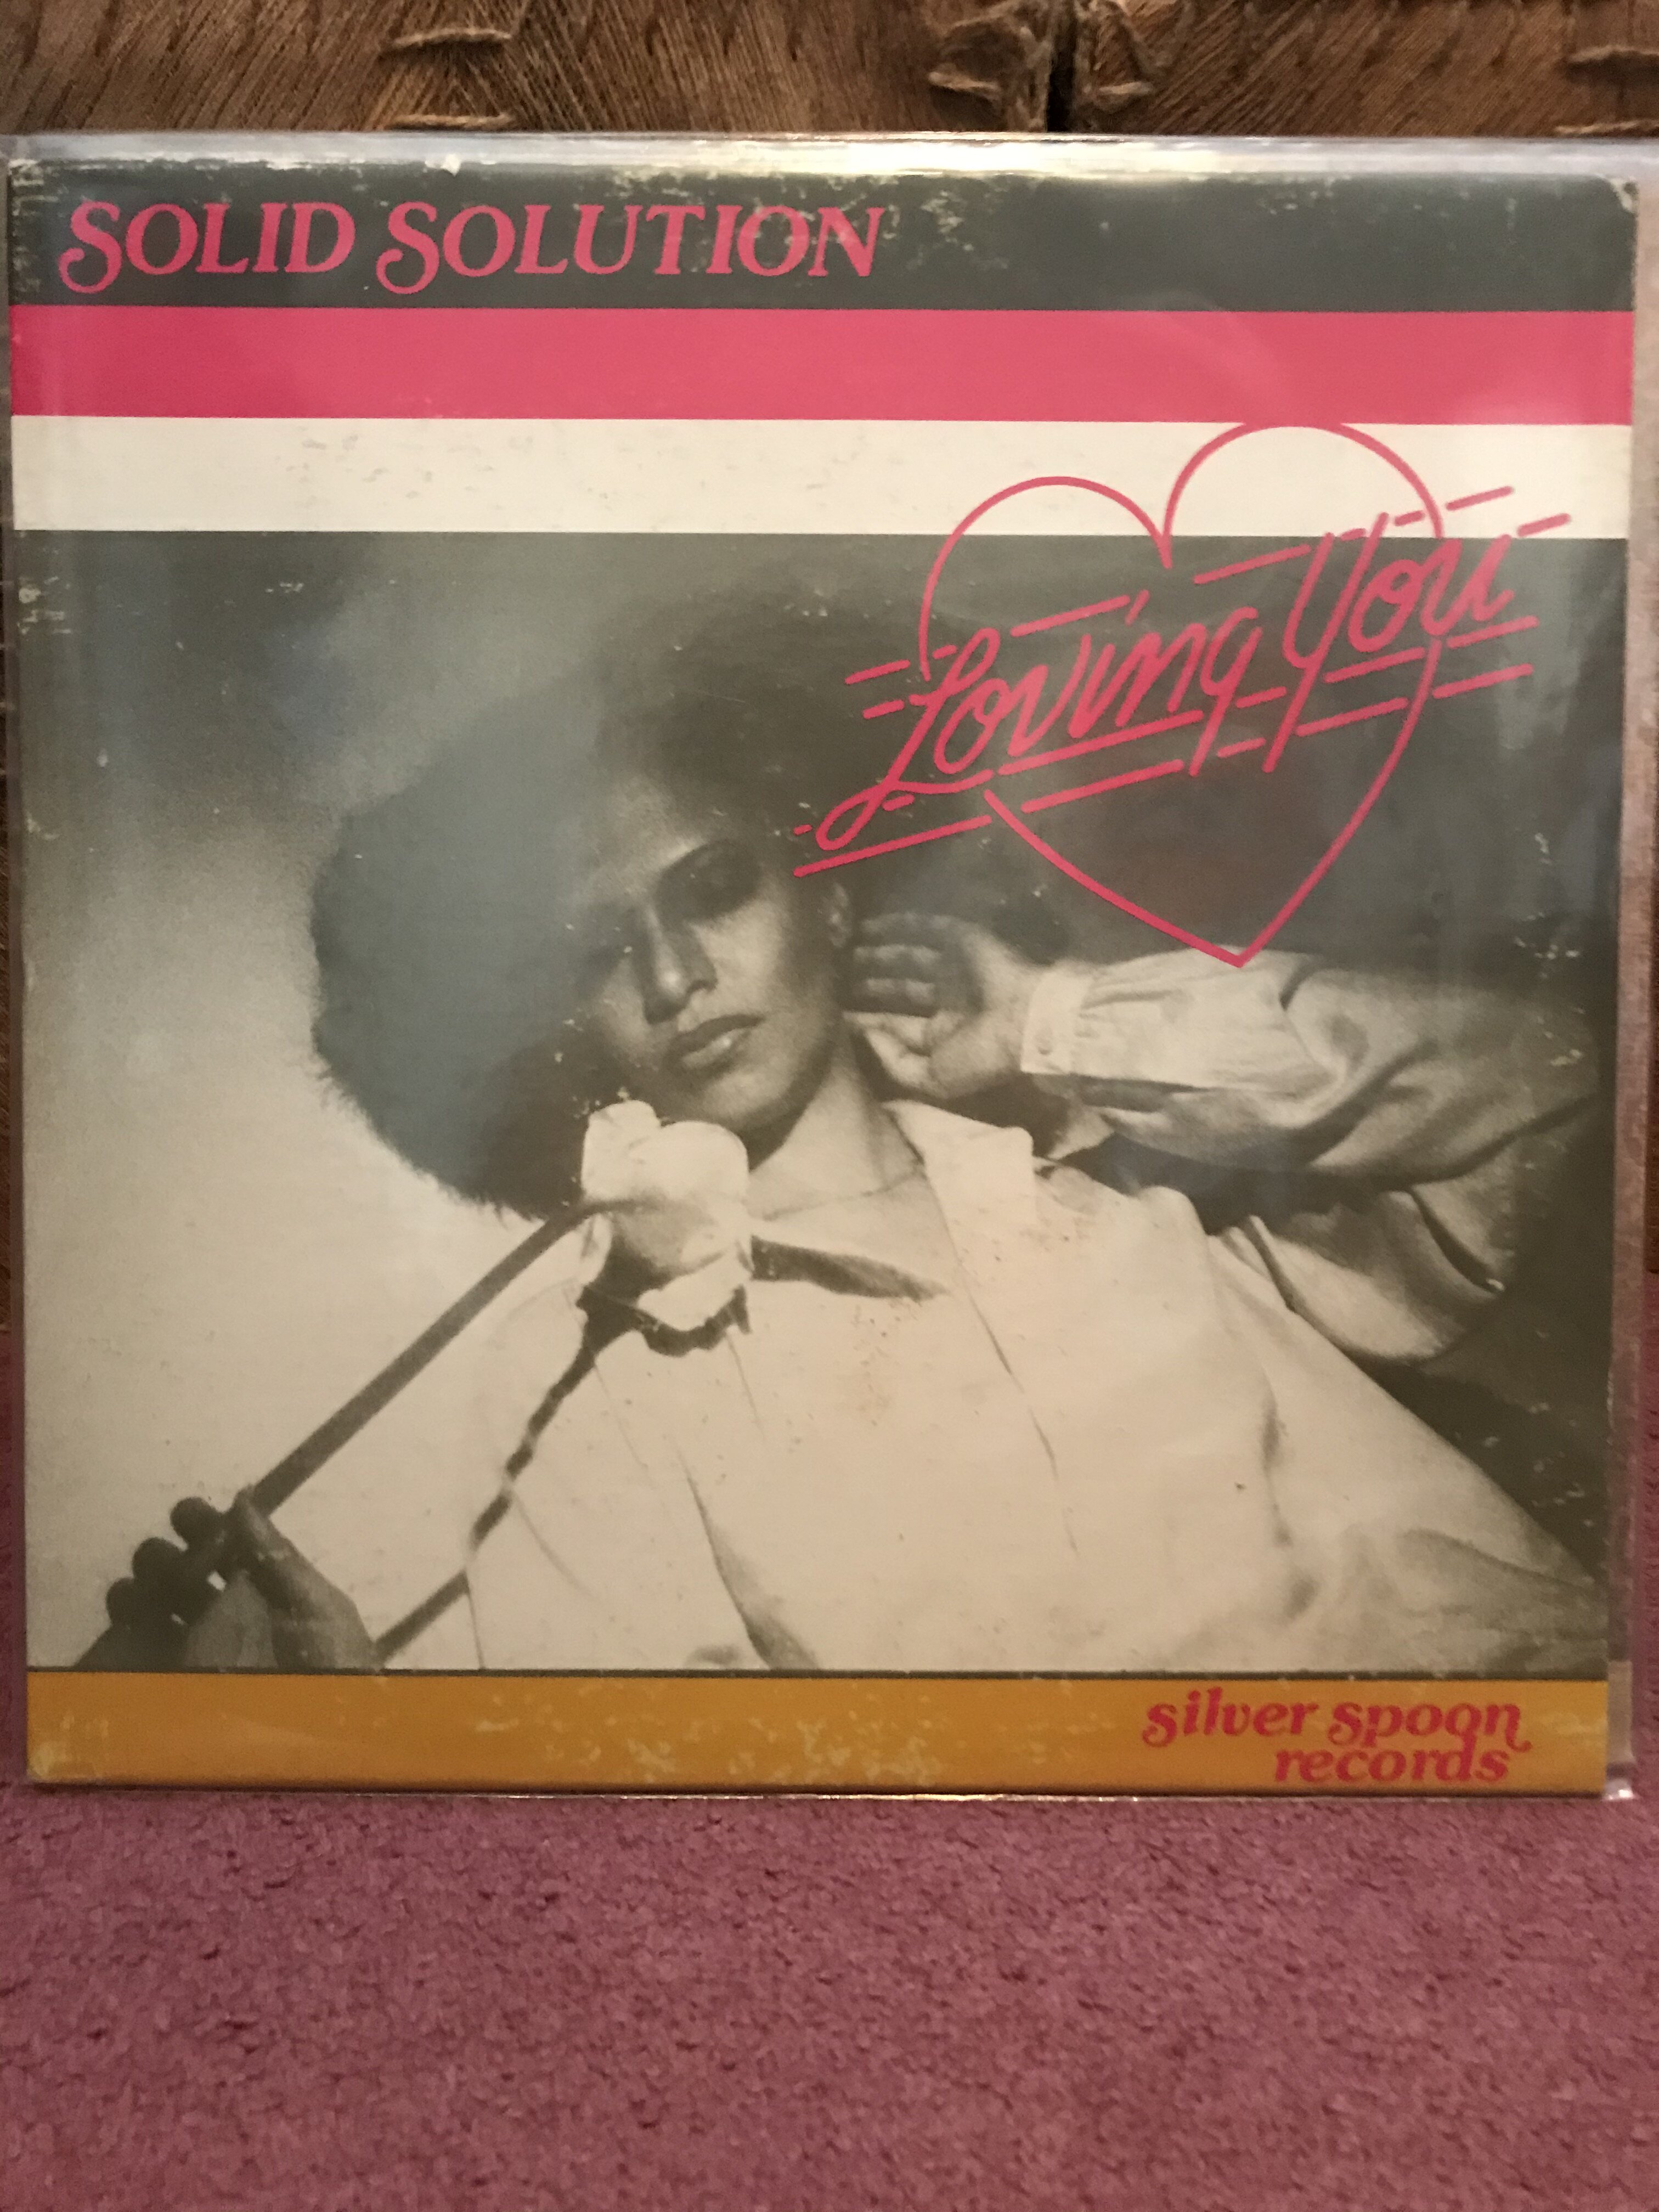 SOLID SOLUTION
Loving You
silver spoon
records